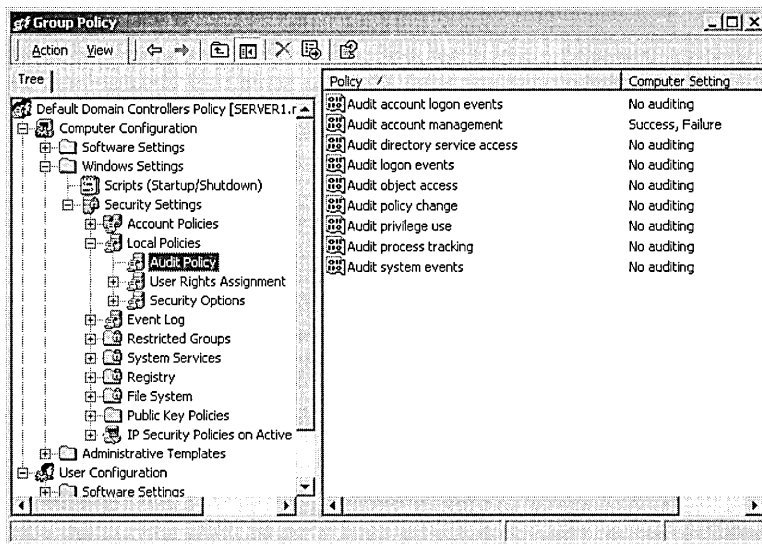 Group Policy
Action View
Tree
Policy Computer Setting
Default Domain Controllers Policy [SERVER1.r
Computer Configuration
Software Settings
Windows Settings
Scripts (Startup/Shutdown)
Security Settings
Account Policies
Local Policies
Audit Policy
User Rights Assignment
Security Options
Event Log
Restricted Groups
System Services
Registry
File System
Public Key Policies
IP Security Policies on Active
Administrative Templates
User Configuration
Software Settings
Audit account logon events No auditing
Audit account management Success, Failure
Audit directory service access No auditing
Audit logon events No auditing
Audit object access No auditing
Audit policy change No auditing
Audit privilege use No auditing
Audit process tracking No auditing
Audit system events No auditing